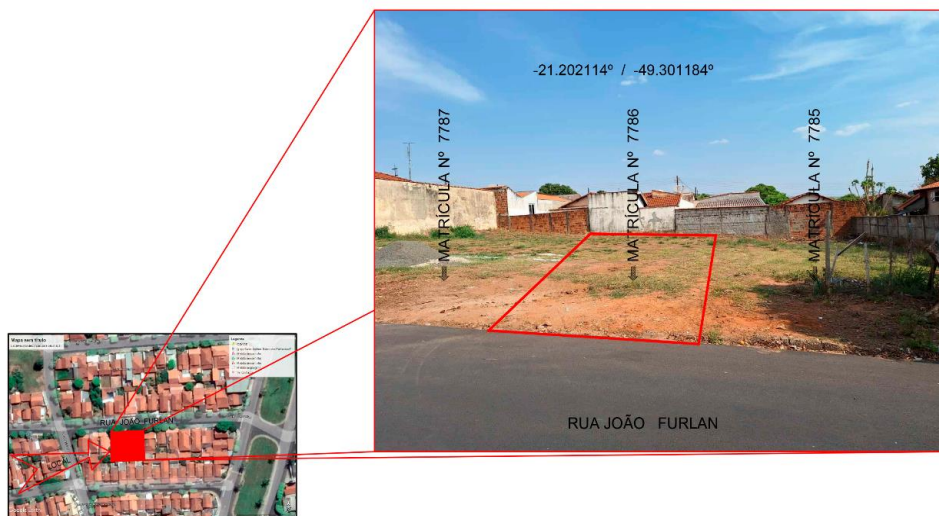 -21.202114º / -49.301184º
MATRÍCULA Nº 7787
MATRÍCULA Nº 7786
MATRÍCULA Nº 7785
RUA JOÃO FURLAN
Mapa sem título
Legenda
RUA JOÃO FURLAN
LOCAL